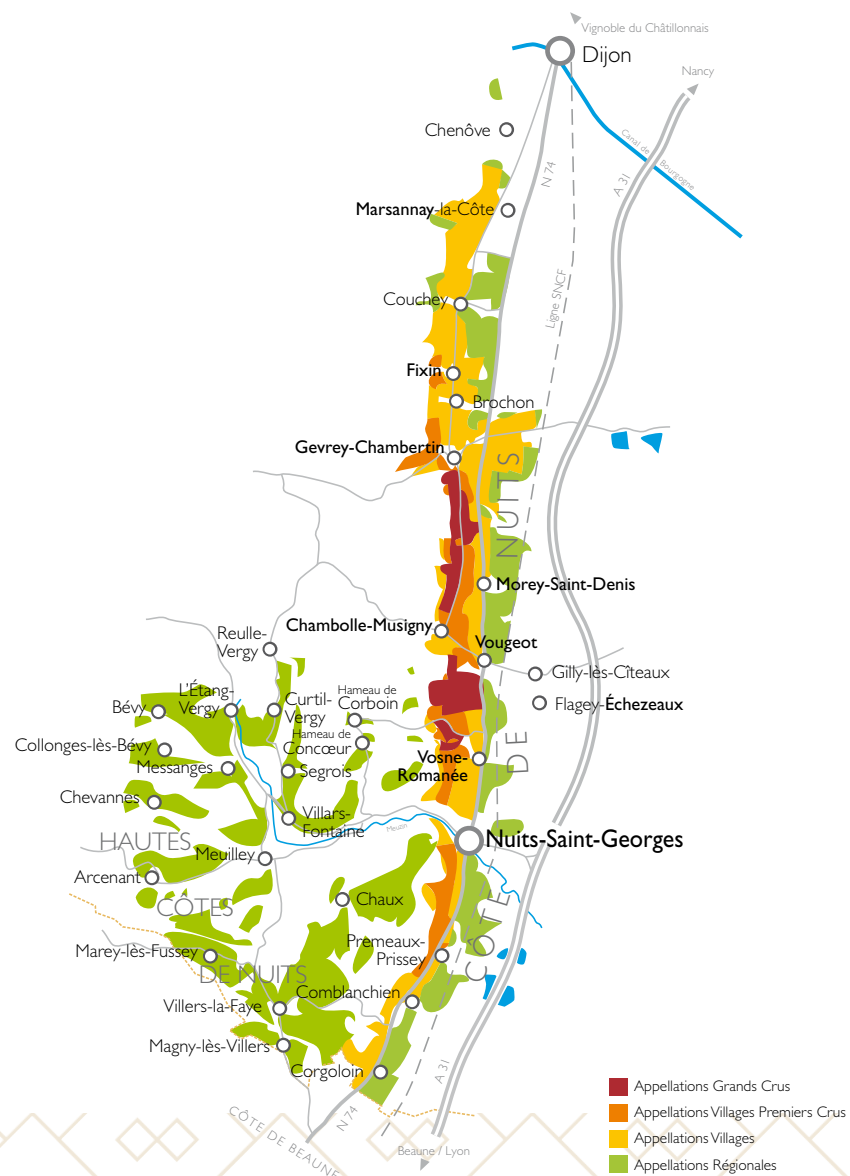 Vignoble du Châtillonnais
Dijon
Nancy
Chenôve
Canal de
Bourgogne
N 74
A 31
Marsannay-la-Côte
Ligne SNCF
Couchey
Fixin
Brochon
Gevrey-Chambertin
CÔTE DE NUITS
Morey-Saint-Denis
Chambolle-Musigny
Reulle-
Vergy
Vougeot
Gilly-lès-Cîteaux
L'Étang-
Vergy
Curtil-
Vergy
Hameau de
Corboin
Flagey-Échezeaux
Bévy
Hameau de
Concœur
Collonges-lès-Bévy
Messanges
Segrois
Vosne-
Romanée
Chevannes
Villars-
Fontaine
Meuzin
Nuits-Saint-Georges
HAUTES
Meuilley
Arcenant
CÔTES
Chaux
Marey-lès-Fussey
Premeaux-
Prissey
DE NUITS
Comblanchien
Villers-la-Faye
Magny-lès-Villers
Corgoloin
A 31
N 74
CÔTE DE BEAUNE
Beaune / Lyon
Appellations Grands Crus
Appellations Villages Premiers Crus
Appellations Villages
Appellations Régionales